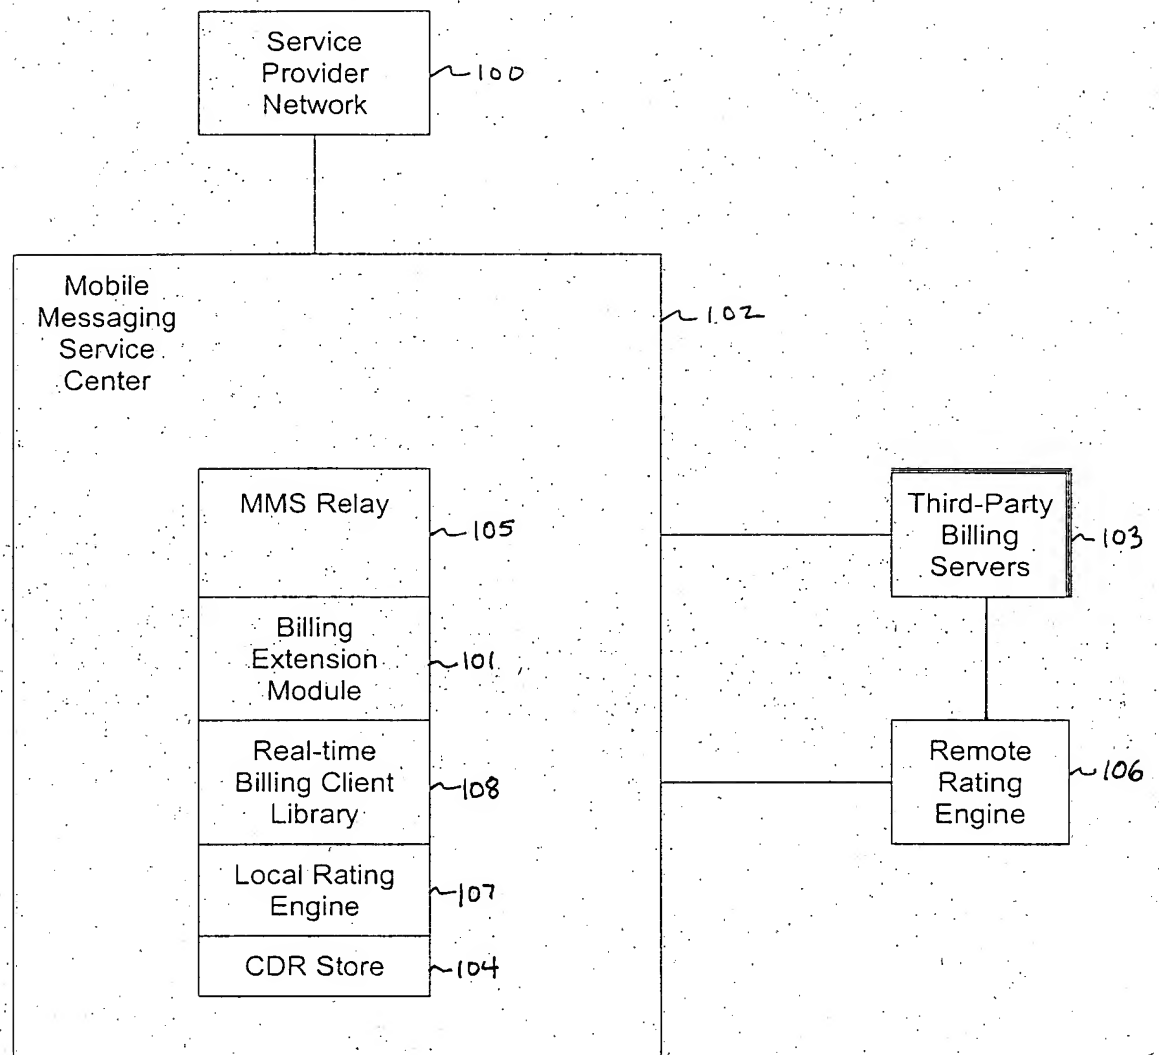 Service
Provider
Network
100
Mobile
Messaging
Service
Center
102
MMS Relay
105
Third-Party
Billing
Servers
103
Billing
Extension
Module
101
Real-time
Billing Client
Library
108
Remote
Rating
Engine
106
Local Rating
Engine
107
CDR Store
104